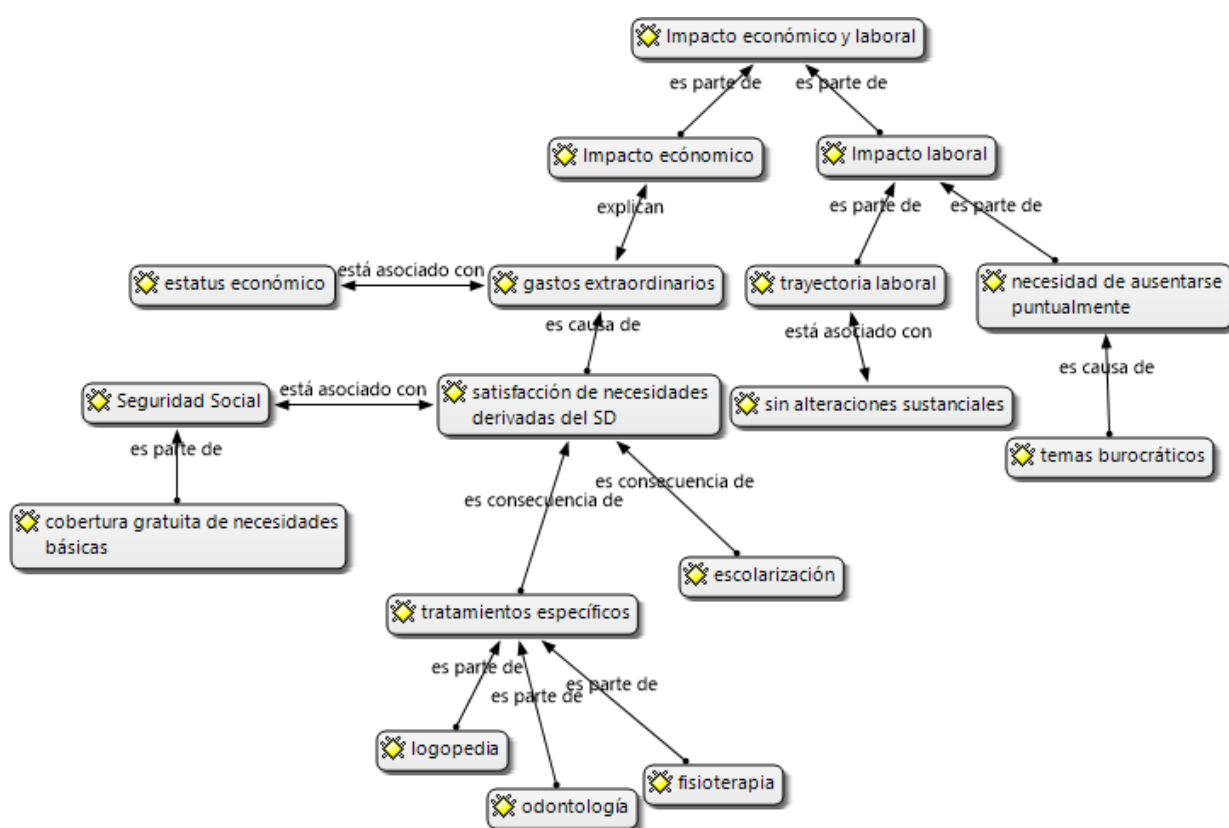 Impacto económico y laboral
es parte de
es parte de
Impacto ecónomico
Impacto laboral
explican
es parte de
es parte de
estatus económico
está asociado con
gastos extraordinarios
trayectoria laboral
necesidad de ausentarse
puntualmente
es causa de
está asociado con
es causa de
Seguridad Social
está asociado con
satisfacción de necesidades
derivadas del SD
sin alteraciones sustanciales
es parte de
temas burocráticos
es consecuencia de
es consecuencia de
cobertura gratuita de necesidades
básicas
escolarización
tratamientos específicos
es parte de
es parte de
es parte de
logopedia
fisioterapia
odontología